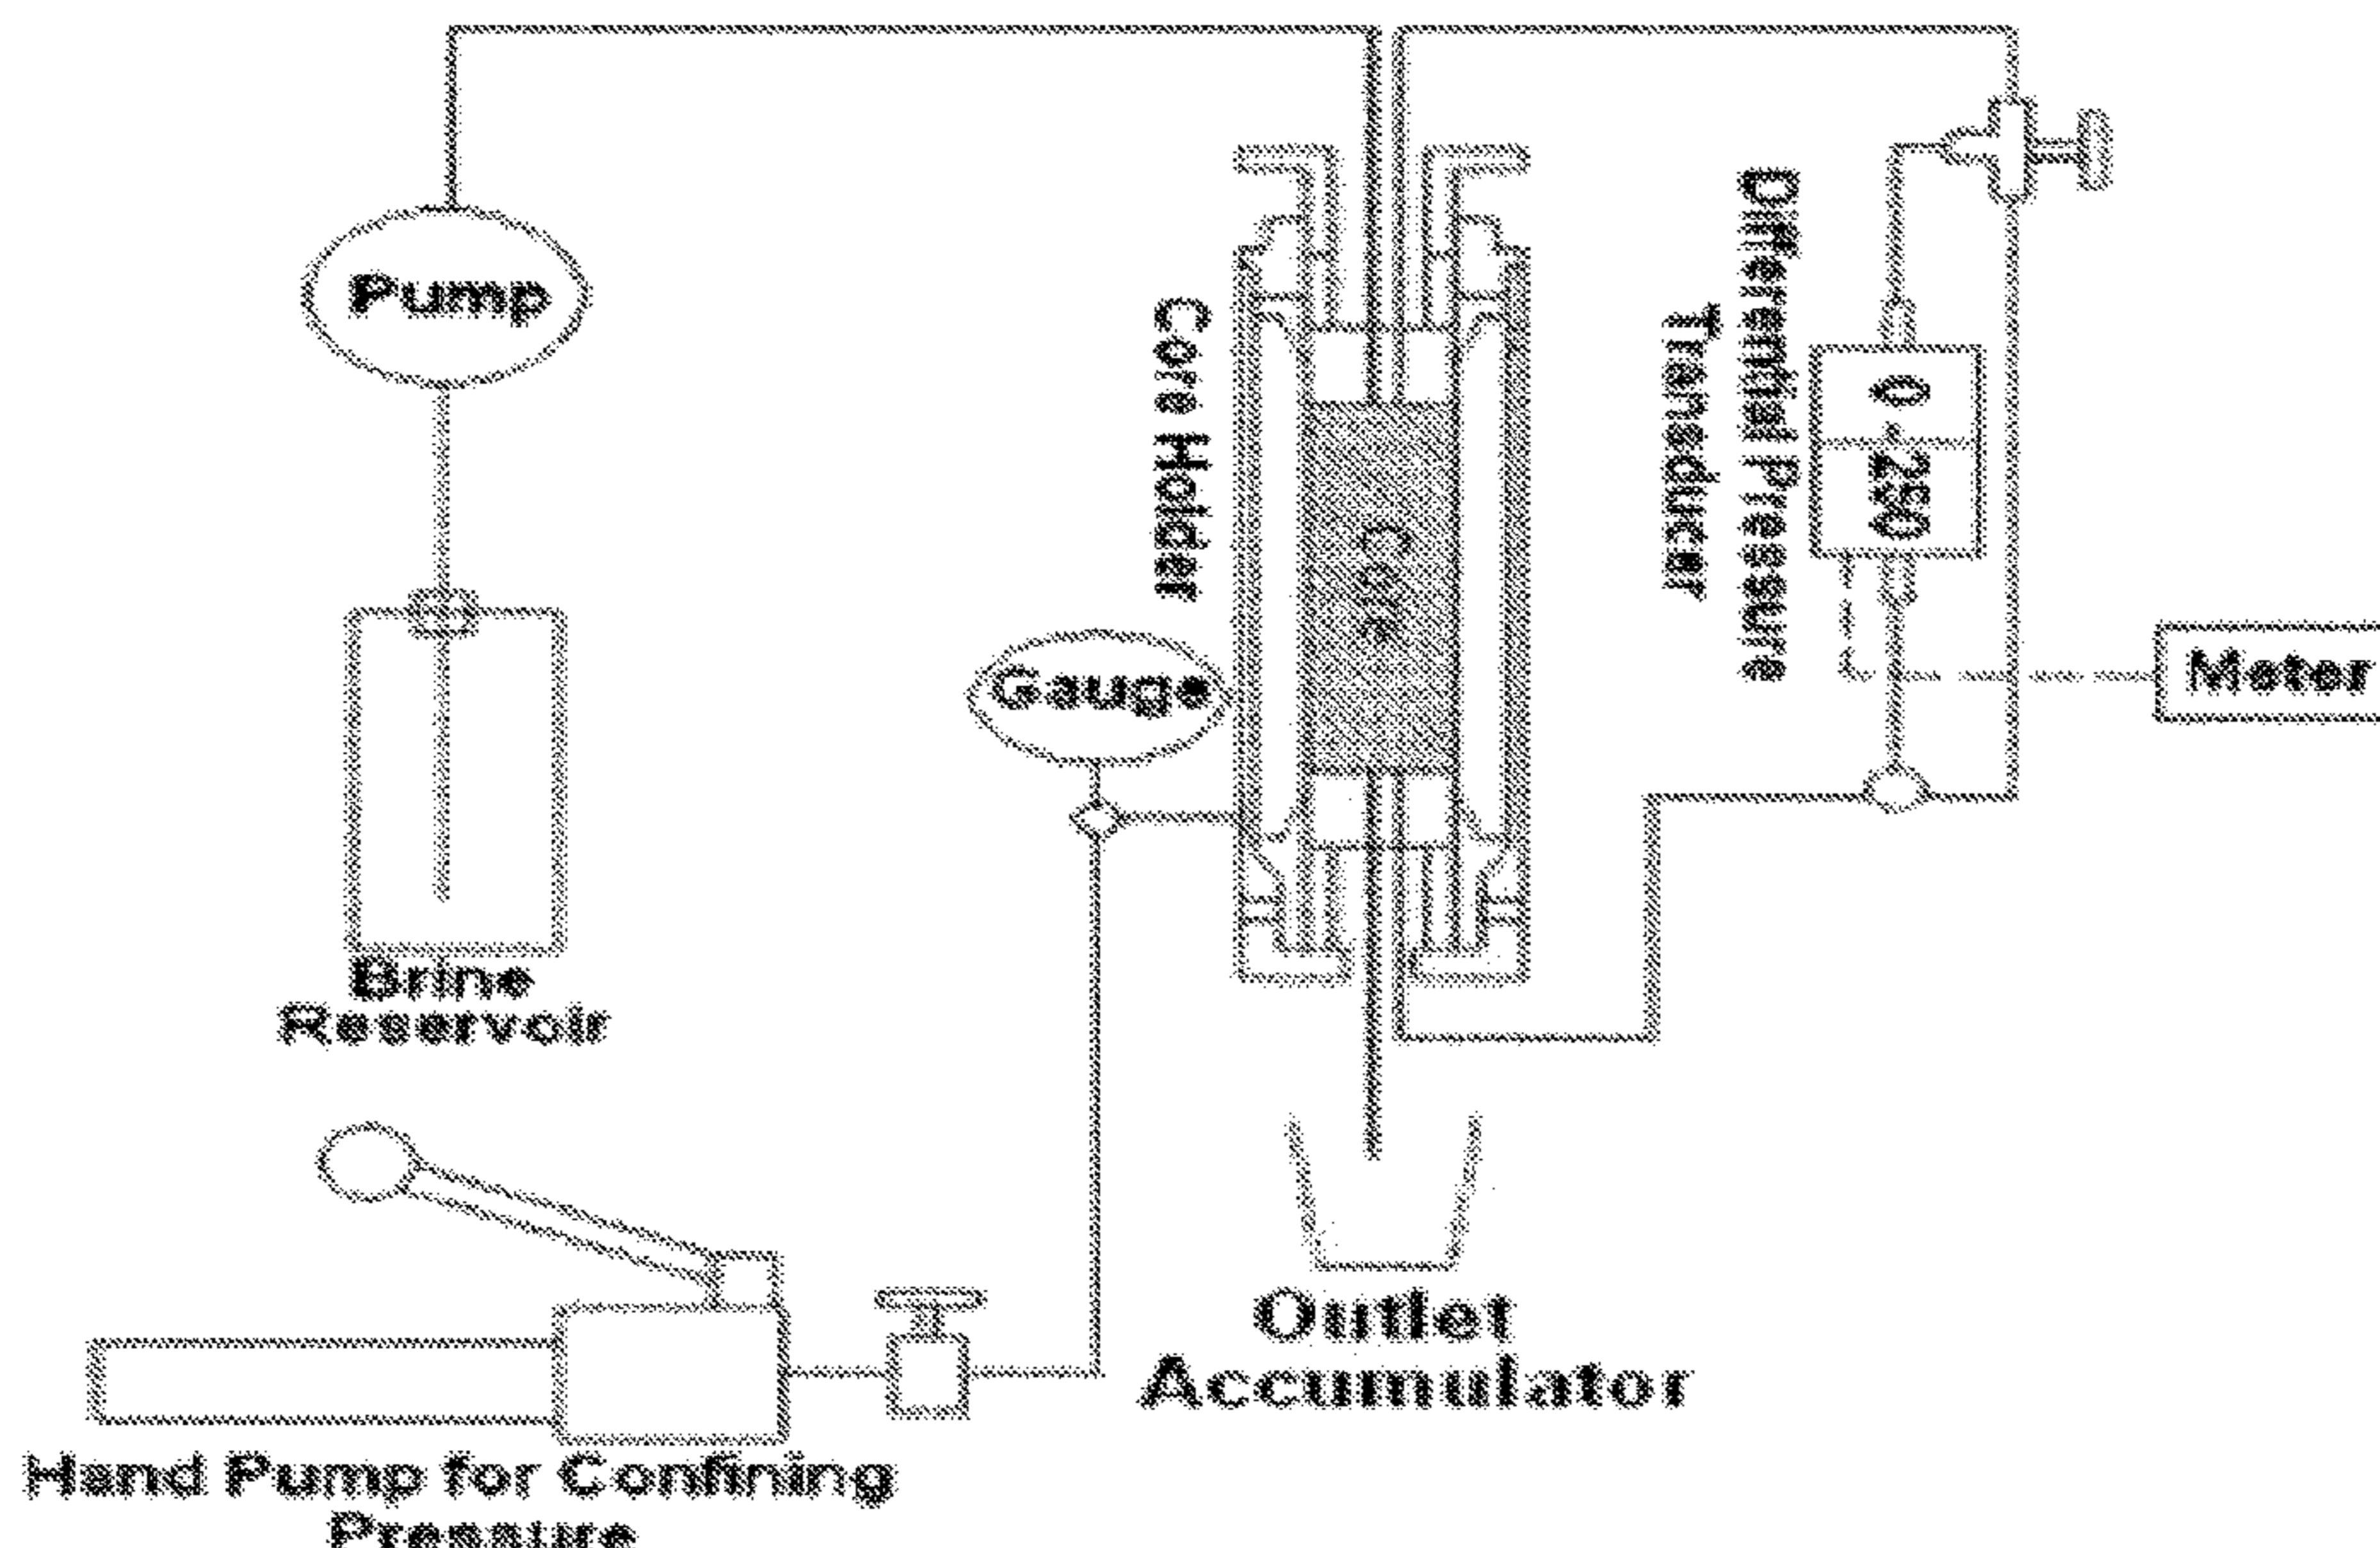 Pump
Core Holder
Differential Pressure
Transducer
0 - 250
Core
Gauge
Meter
Brine
Reservoir
Outlet
Accumulator
Hand Pump for Confining
Pressure